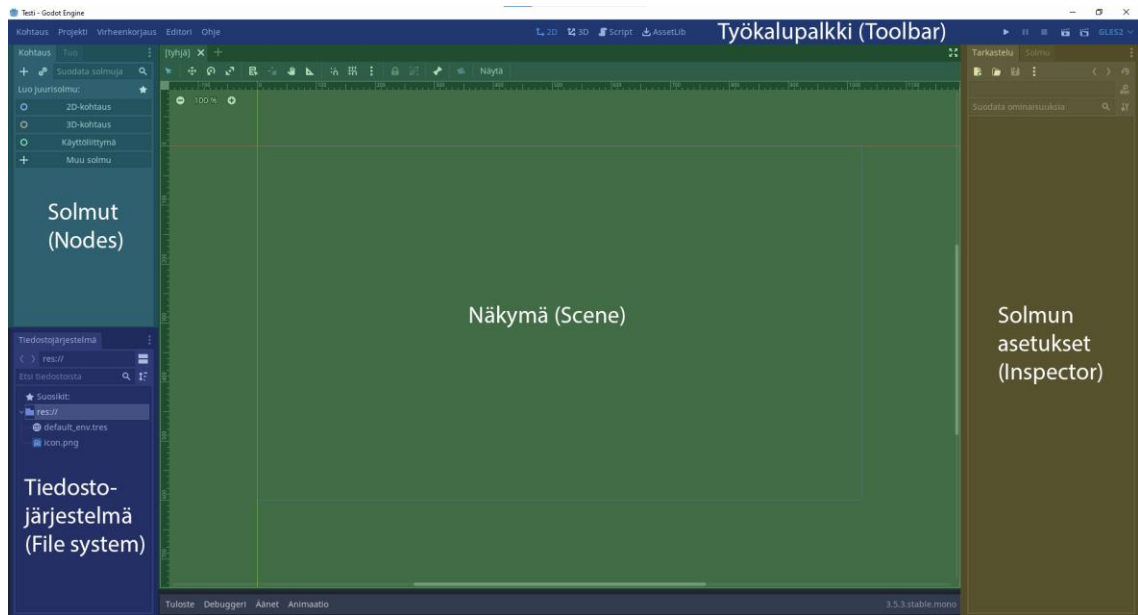 Testi - Godot Engine
Kohtaus Projekti Virheenkorjaus Editori Ohje
2D 3D Script AssetLib
Työkalupalkki (Toolbar)
GLES2
Kohtaus Tuo
Suodata solmuja
Luo juurisolmu:
2D-kohtaus
3D-kohtaus
Käyttöliittymä
Muu solmu
Solmut
(Nodes)
Tiedostojärjestelmä
res://
Etsi tiedostoista
Suosikit:
res://
default_env.tres
icon.png
Tiedosto-
järjestelmä
(File system)
[tyhjä]
Näytä
100 %
Näkymä (Scene)
Tuloste Debuggeri Äänet Animaatio
3.5.3.stable.mono
Tarkastelu Solmu
Suodata ominaisuuksia
Solmun
asetukset
(Inspector)